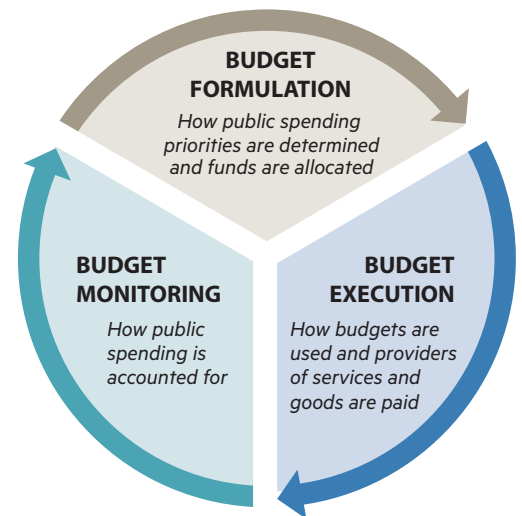 BUDGET
FORMULATION
How public spending
priorities are determined
and funds are allocated
BUDGET
EXECUTION
How budgets are
used and providers
of services and
goods are paid
BUDGET
MONITORING
How public
spending is
accounted for